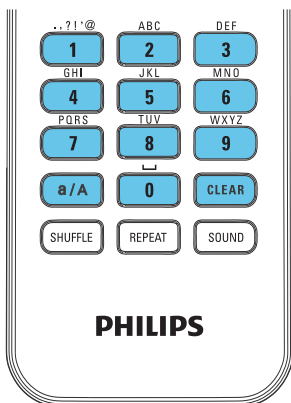 .,?!'@ ABC DEF
1 2 3
GHI JKL MNO
4 5 6
PQRS TUV WXYZ
7 8 9
a/A 0 CLEAR
SHUFFLE REPEAT SOUND
PHILIPS